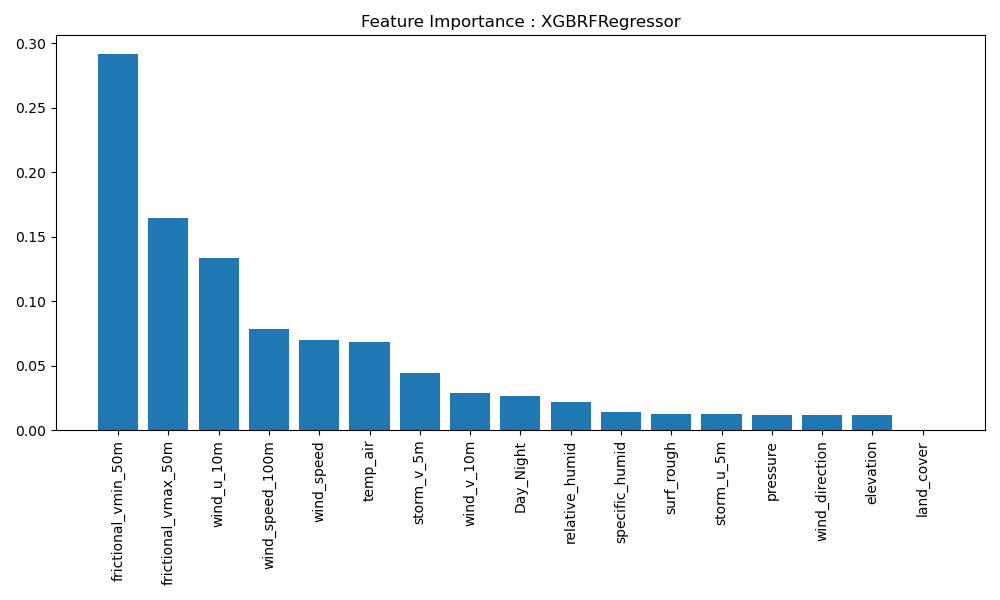 Feature Importance : XGBRFRegressor
0.30
0.25
0.20
0.15
0.10
0.05
0.00
frictional_vmin_50m
frictional_vmax_50m
wind_u_10m
wind_speed_100m
wind_speed
temp_air
storm_v_5m
wind_v_10m
Day_Night
relative_humid
specific_humid
surf_rough
storm_u_5m
pressure
wind_direction
elevation
land_cover